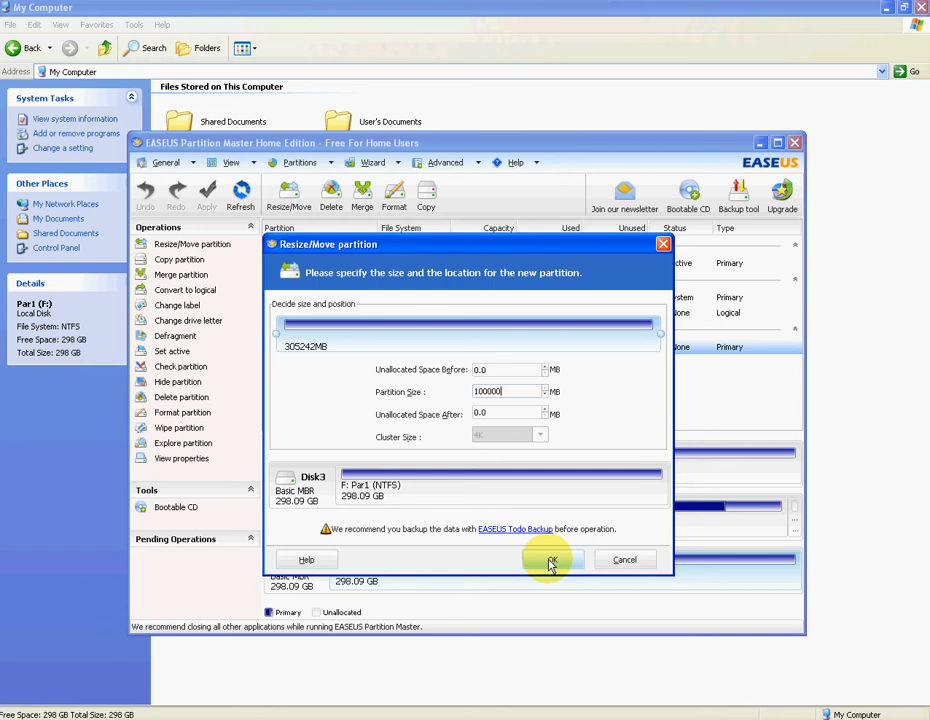 My Computer
File Edit View Favorites Tools Help
Back Search Folders
Address My Computer Go
System Tasks
View system information
Add or remove programs
Change a setting
Other Places
My Network Places
My Documents
Shared Documents
Control Panel
Details
Par1 (F:)
Local Disk
File System: NTFS
Free Space: 298 GB
Total Size: 298 GB
Files Stored on This Computer
Shared Documents User's Documents
EASEUS Partition Master Home Edition - Free For Home Users
General View Partitions Wizard Advanced Help EASEUS
Undo Redo Apply Refresh Resize/Move Delete Merge Format Copy Join our newsletter Bootable CD Backup tool Upgrade
Operations
Resize/Move partition
Copy partition
Merge partition
Convert to logical
Change label
Change drive letter
Defragment
Set active
Check partition
Hide partition
Delete partition
Format partition
Wipe partition
Explore partition
View properties
Tools
Bootable CD
Pending Operations
Partition File System Capacity Used Unused Status Type
ctive Primary
stem Primary
None Logical
None Primary
Resize/Move partition
Please specify the size and the location for the new partition.
Decide size and position
305242MB
Unallocated Space Before: 0.0 MB
Partition Size : 100000 MB
Unallocated Space After: 0.0 MB
Cluster Size : 4K
Disk3
Basic MBR
298.09 GB
F: Par1 (NTFS)
298.09 GB
We recommend you backup the data with EASEUS Todo Backup before operation.
Help OK Cancel
Basic MBR
298.09 GB
298.09 GB
Primary Unallocated
We recommend closing all other applications while running EASEUS Partition Master.
Free Space: 298 GB Total Size: 298 GB My Computer